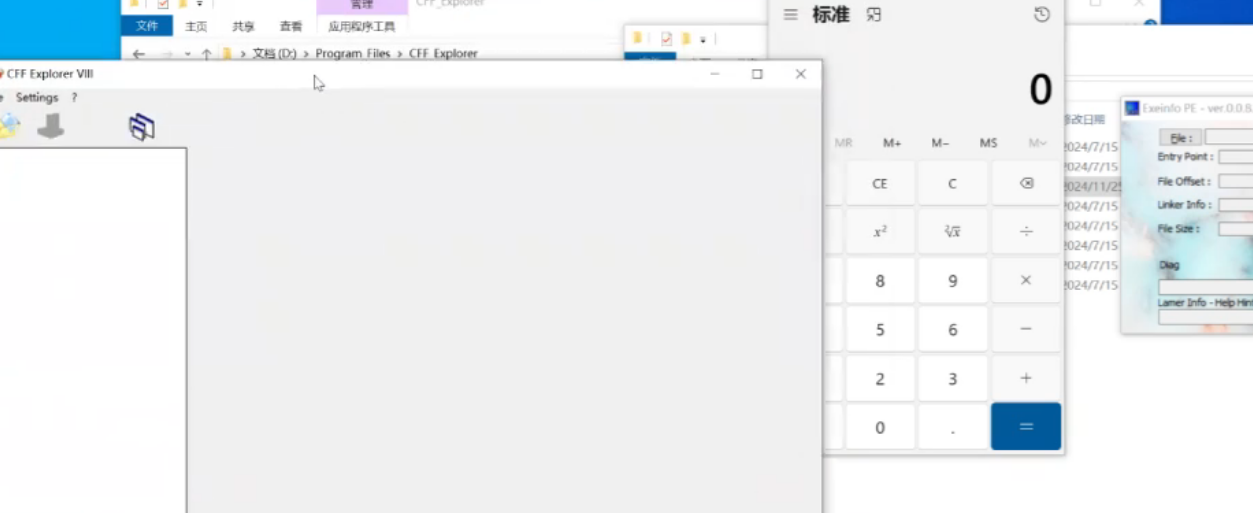 管理
CFF_Explorer
文件 主页 共享 查看 应用程序工具
文档 (D:) > Program Files > CFF Explorer
CFF Explorer VIII
Settings ?
标准
0
MR M+ M- MS M
CE C
x² ²√x ÷
8 9 ×
5 6 −
2 3 +
0 . =
修改日期
2024/7/15
2024/7/15
2024/11/25
2024/7/15
2024/7/15
2024/7/15
2024/7/15
2024/7/15
Exeinfo PE - ver.0.0.8
File :
Entry Point :
File Offset :
Linker Info :
File Size :
Diag
Lamer Info - Help Hint